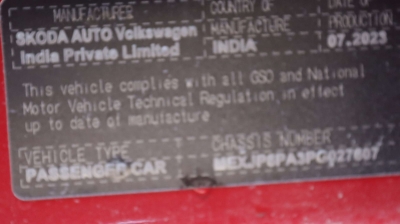 MANUFACTURER
COUNTRY OF MANUFACTURE
DATE OF PRODUCTION
SKODA AUTO Volkswagen
India Private Limited
INDIA
07.2023
This vehicle complies with all GSO and National
Motor Vehicle Technical Regulation, in effect
up to date of manufacture
VEHICLE TYPE
CHASSIS NUMBER
PASSENGER CAR